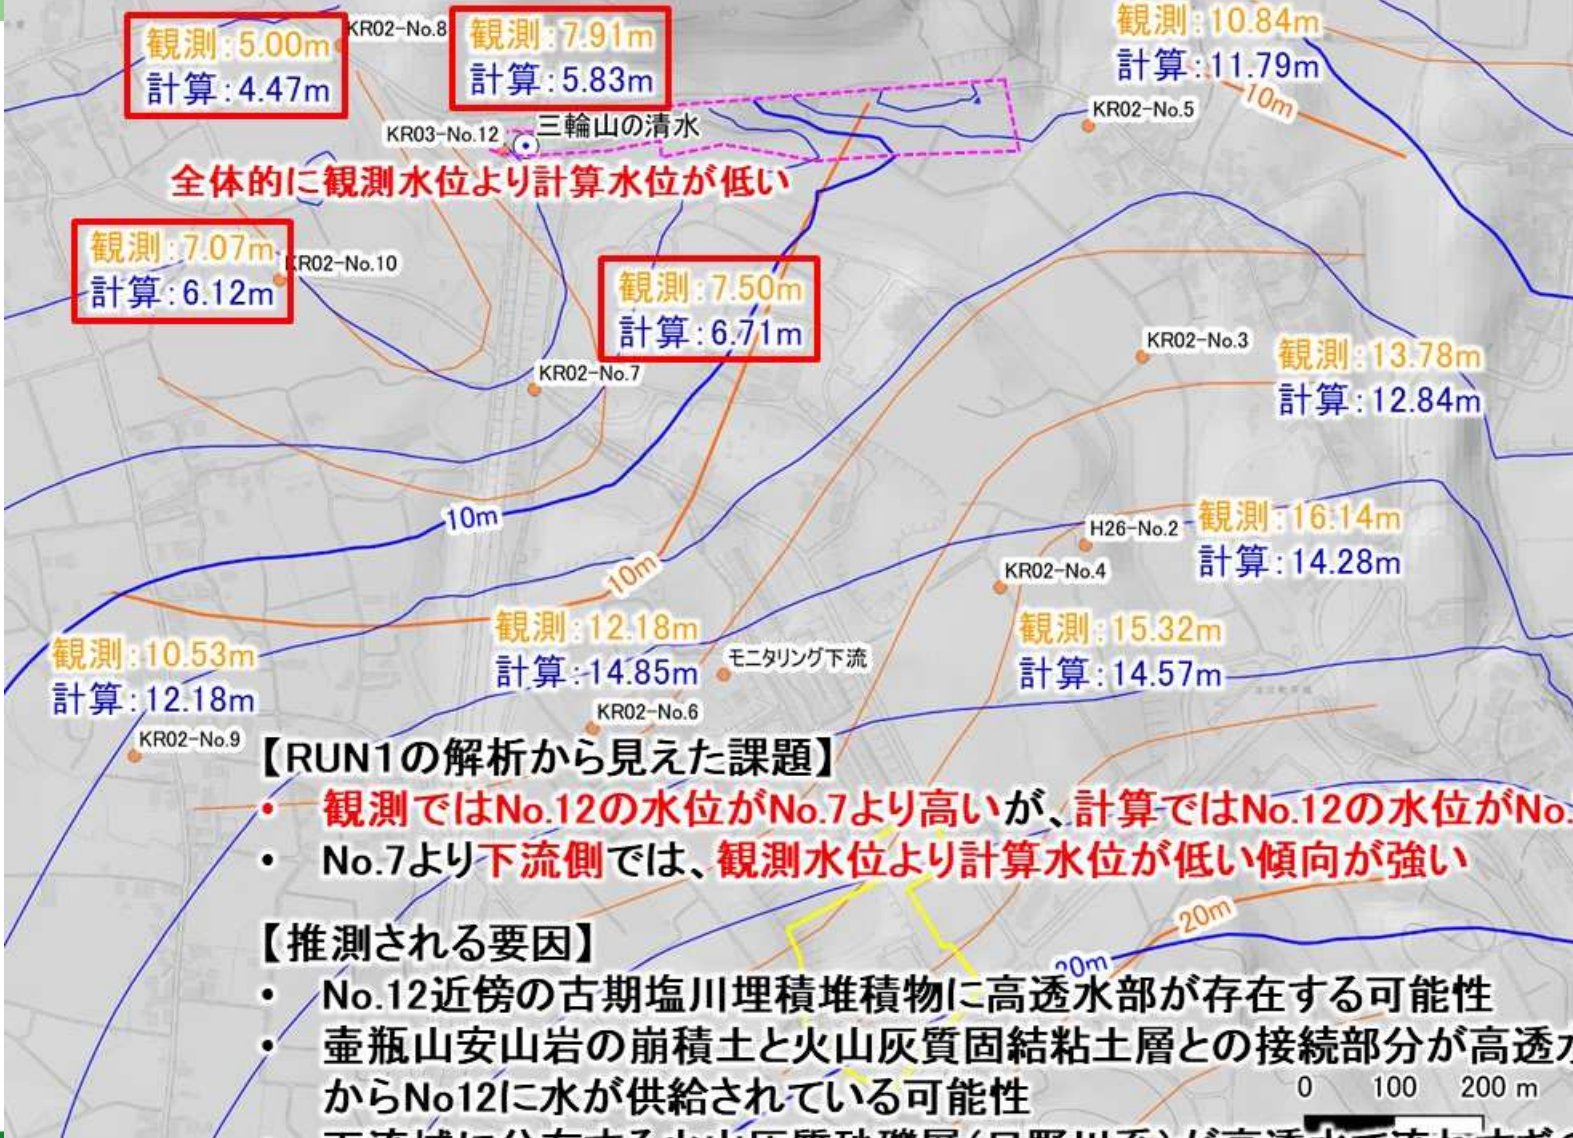 観測:5.00m
計算:4.47m
KR02-No.8
観測:7.91m
計算:5.83m
観測:10.84m
計算:11.79m
10m
KR02-No.5
KR03-No.12
三輪山の清水
全体的に観測水位より計算水位が低い
観測:7.07m
計算:6.12m
KR02-No.10
観測:7.50m
計算:6.71m
KR02-No.7
KR02-No.3
観測:13.78m
計算:12.84m
10m
H26-No.2
観測:16.14m
計算:14.28m
KR02-No.4
10m
観測:10.53m
計算:12.18m
KR02-No.9
観測:12.18m
計算:14.85m
モニタリング下流
KR02-No.6
観測:15.32m
計算:14.57m
【RUN1の解析から見えた課題】
• 観測ではNo.12の水位がNo.7より高いが、計算ではNo.12の水位がNo.
• No.7より下流側では、観測水位より計算水位が低い傾向が強い
20m
20m
【推測される要因】
• No.12近傍の古期塩川埋積堆積物に高透水部が存在する可能性
• 壷瓶山安山岩の崩積土と火山灰質固結粘土層との接続部分が高透水
からNo12に水が供給されている可能性
0 100 200 m